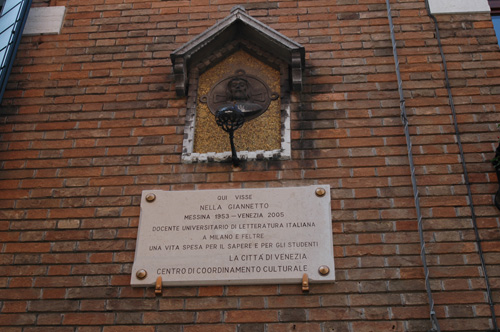 QUI VISSE
NELLA GIANNETTO
MESSINA 1953 – VENEZIA 2005
DOCENTE UNIVERSITARIO DI LETTERATURA ITALIANA
A MILANO E FELTRE
UNA VITA SPESA PER IL SAPERE E PER GLI STUDENTI
LA CITTÀ DI VENEZIA
CENTRO DI COORDINAMENTO CULTURALE